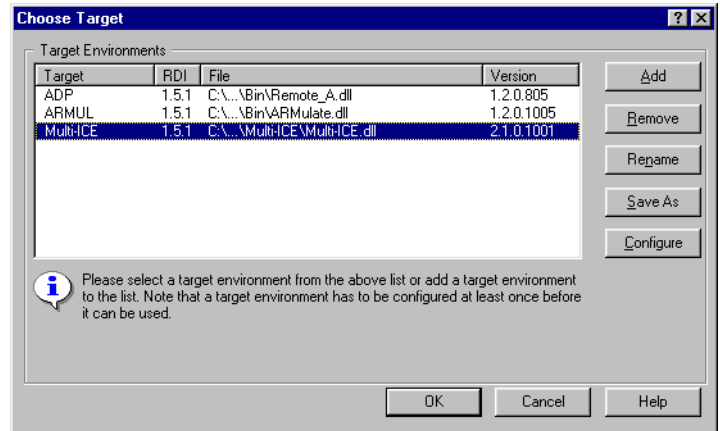 Choose Target
? X
Target Environments
Target RDI File Version
ADP 1.5.1 C:\...\Bin\Remote_A.dll 1.2.0.805
ARMUL 1.5.1 C:\...\Bin\ARMulate.dll 1.2.0.1005
Multi-ICE 1.5.1 C:\...\Multi-ICE\Multi-ICE.dll 2.1.0.1001
Add
Remove
Rename
Save As
Configure
Please select a target environment from the above list or add a target environment
to the list. Note that a target environment has to be configured at least once before
it can be used.
OK Cancel Help